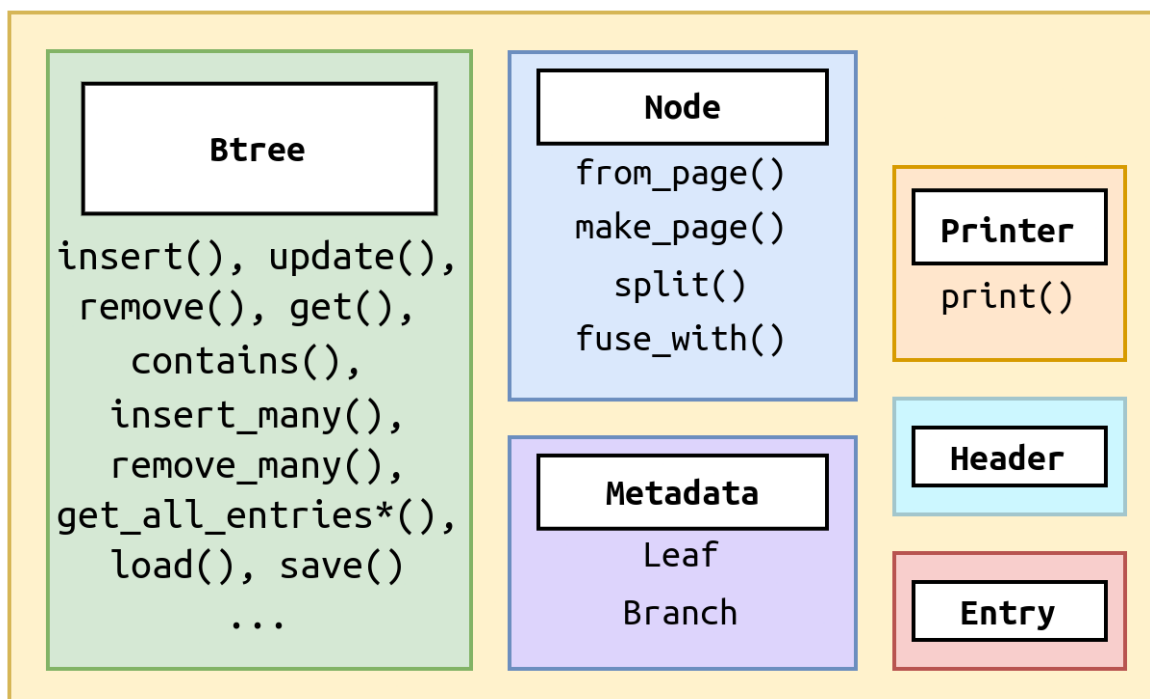 Btree
insert(), update(),
remove(), get(),
contains(),
insert_many(),
remove_many(),
get_all_entries*(),
load(), save()
...
Node
from_page()
make_page()
split()
fuse_with()
Metadata
Leaf
Branch
Printer
print()
Header
Entry